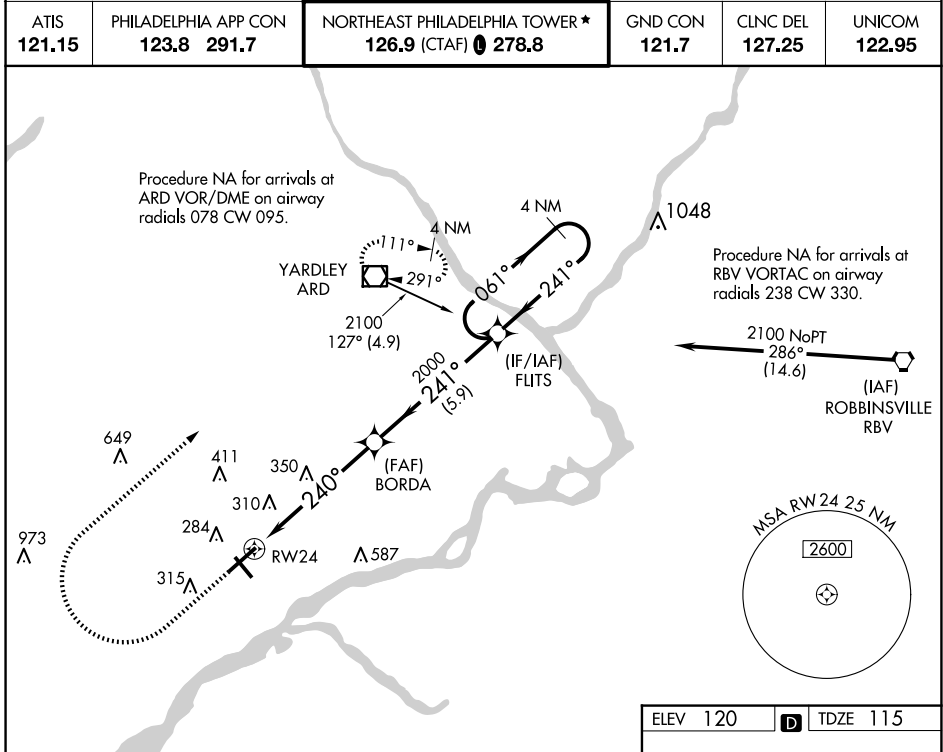 ATIS
121.15
PHILADELPHIA APP CON
123.8 291.7
NORTHEAST PHILADELPHIA TOWER ★
126.9 (CTAF) L 278.8
GND CON
121.7
CLNC DEL
127.25
UNICOM
122.95
Procedure NA for arrivals at
ARD VOR/DME on airway
radials 078 CW 095.
4 NM
1048
4 NM
111°
291°
YARDLEY
ARD
061°
241°
Procedure NA for arrivals at
RBV VORTAC on airway
radials 238 CW 330.
2100
127° (4.9)
2100 NoPT
286°
(14.6)
(IF/IAF)
FLITS
2000
241°
(5.9)
(IAF)
ROBBINSVILLE
RBV
649
411
350
(FAF)
BORDA
310
240°
973
284
RW24
587
315
MSA RW 24 25 NM
2600
ELEV 120
D
TDZE 115